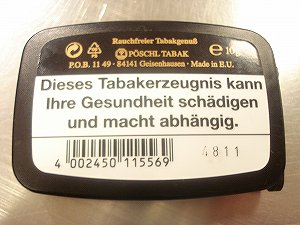 Rauchfreier Tabakgenuß
PÖSCHL TABAK
℮ 10g
P.O.B. 11 49 · 84141 Geisenhausen · Made in E.U.
Dieses Tabakerzeugnis kann
Ihre Gesundheit schädigen
und macht abhängig.
4 002450 115569
4811